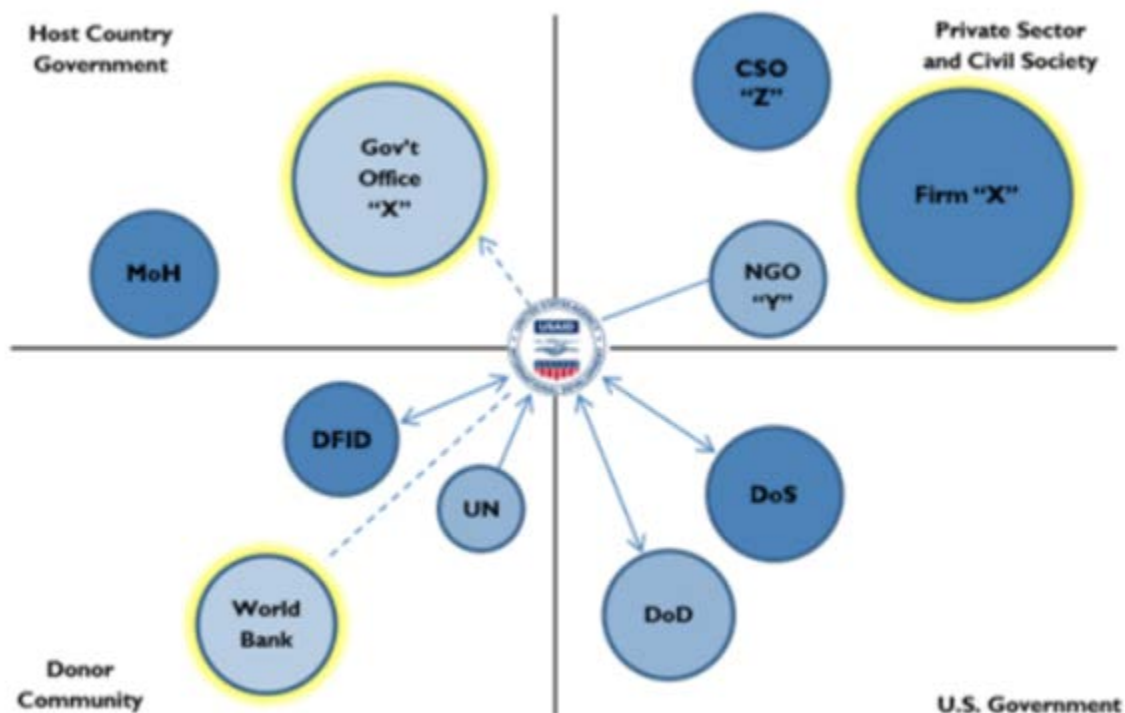 Host Country
Government
Private Sector
and Civil Society
CSO
“Z”
Gov’t
Office
“X”
Firm “X”
MoH
NGO
“Y”
USAID
DFID
UN
DoS
DoD
World
Bank
Donor
Community
U.S. Government